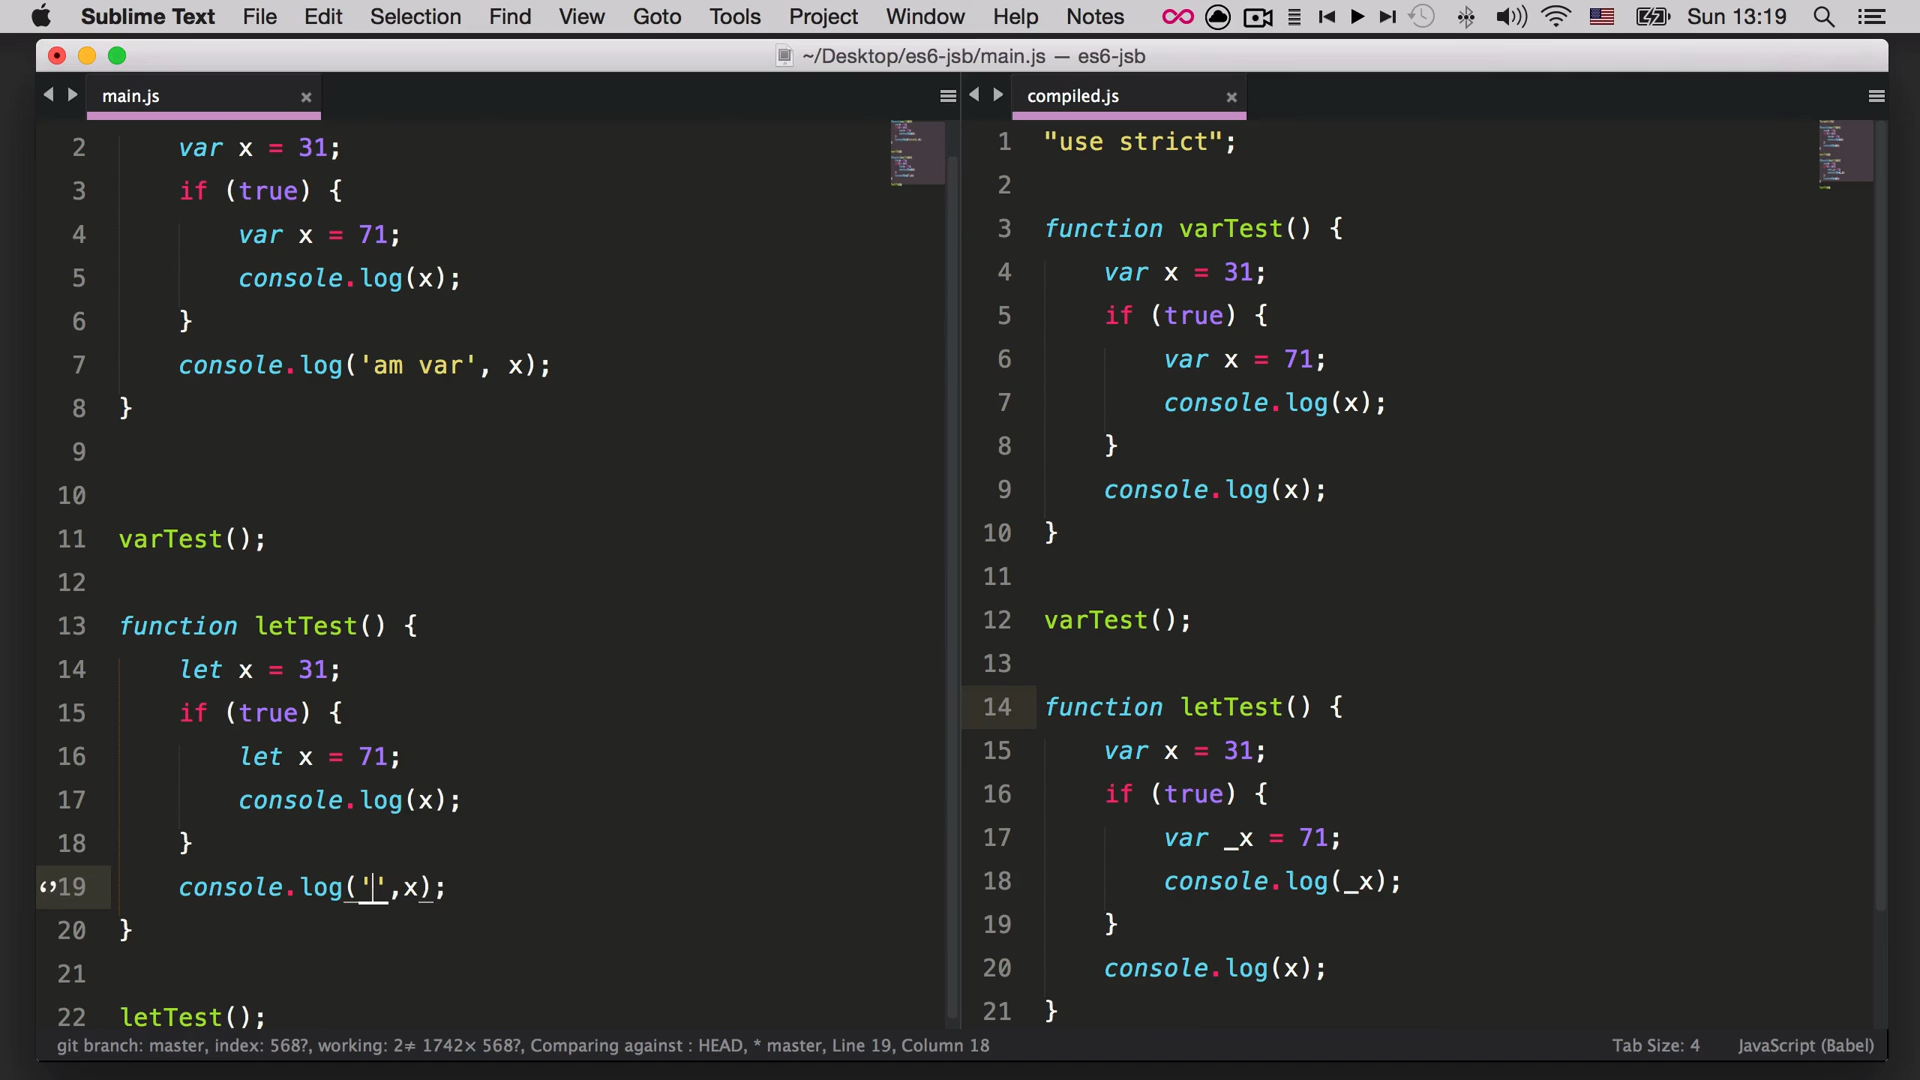 Sublime Text File Edit Selection Find View Goto Tools Project Window Help Notes Sun 13:19
~/Desktop/es6-jsb/main.js — es6-jsb
main.js
2 var x = 31;
3 if (true) {
4 var x = 71;
5 console.log(x);
6 }
7 console.log('am var', x);
8 }
9
10
11 varTest();
12
13 function letTest() {
14 let x = 31;
15 if (true) {
16 let x = 71;
17 console.log(x);
18 }
19 console.log('',x);
20 }
21
22 letTest();
compiled.js
1 "use strict";
2
3 function varTest() {
4 var x = 31;
5 if (true) {
6 var x = 71;
7 console.log(x);
8 }
9 console.log(x);
10 }
11
12 varTest();
13
14 function letTest() {
15 var x = 31;
16 if (true) {
17 var _x = 71;
18 console.log(_x);
19 }
20 console.log(x);
21 }
git branch: master, index: 568?, working: 2≠ 1742× 568?, Comparing against : HEAD, * master, Line 19, Column 18 Tab Size: 4 JavaScript (Babel)